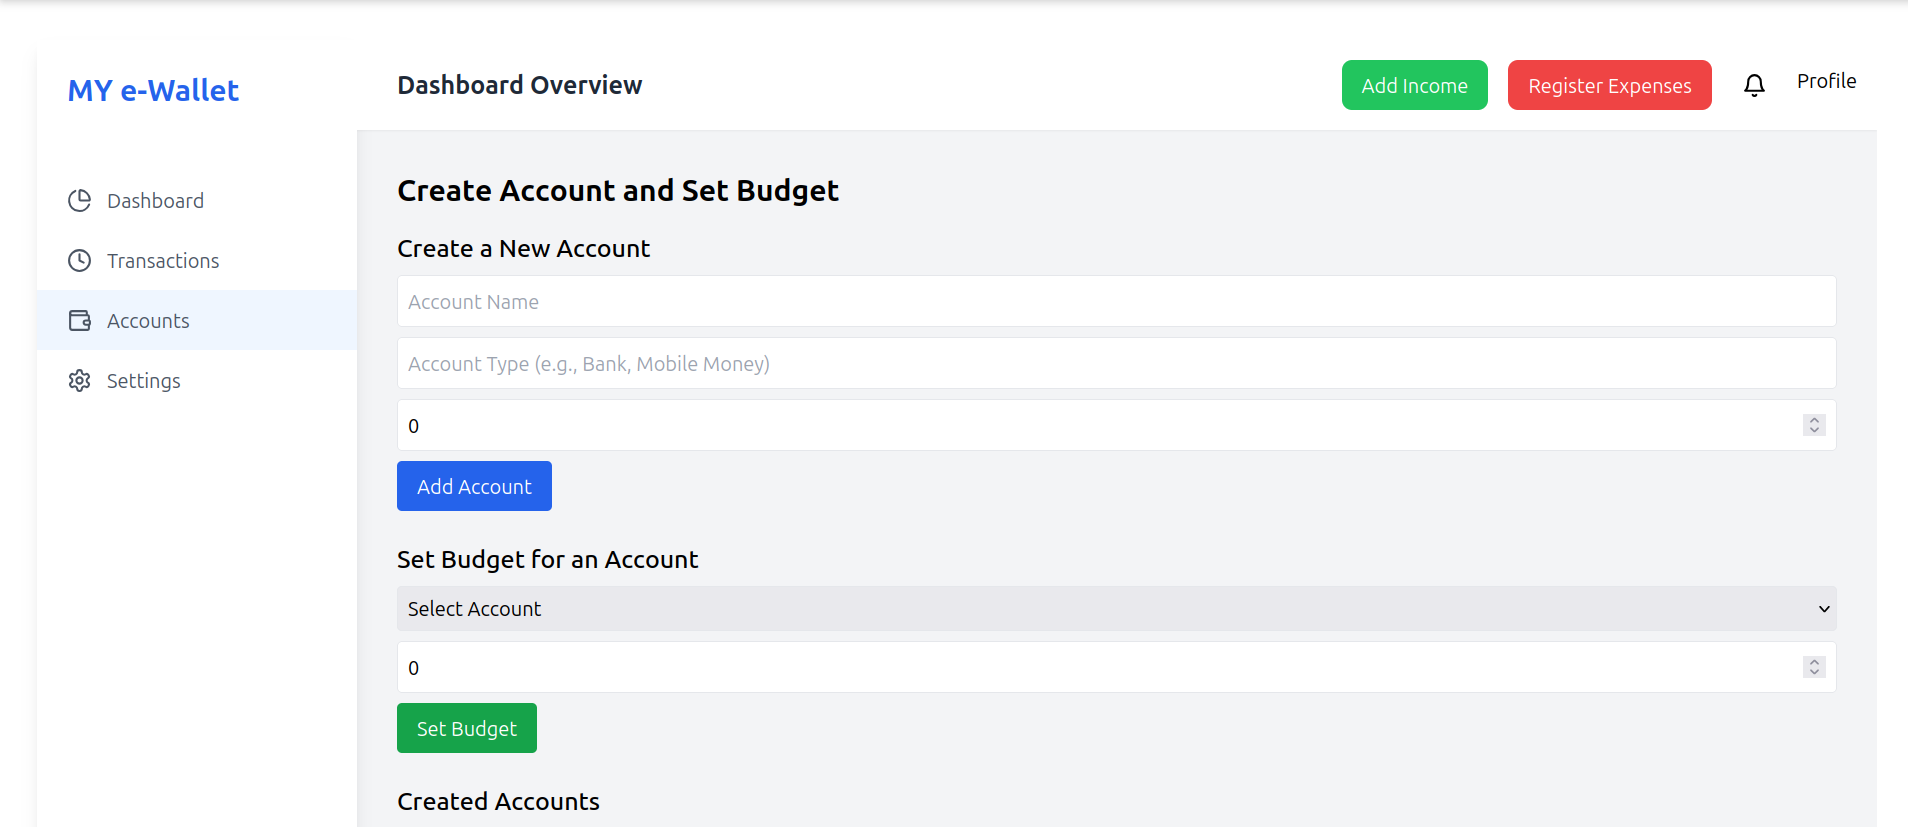 MY e-Wallet
Dashboard
Transactions
Accounts
Settings
Dashboard Overview
Add Income
Register Expenses
Profile
Create Account and Set Budget
Create a New Account
Account Name
Account Type (e.g., Bank, Mobile Money)
0
Add Account
Set Budget for an Account
Select Account
0
Set Budget
Created Accounts